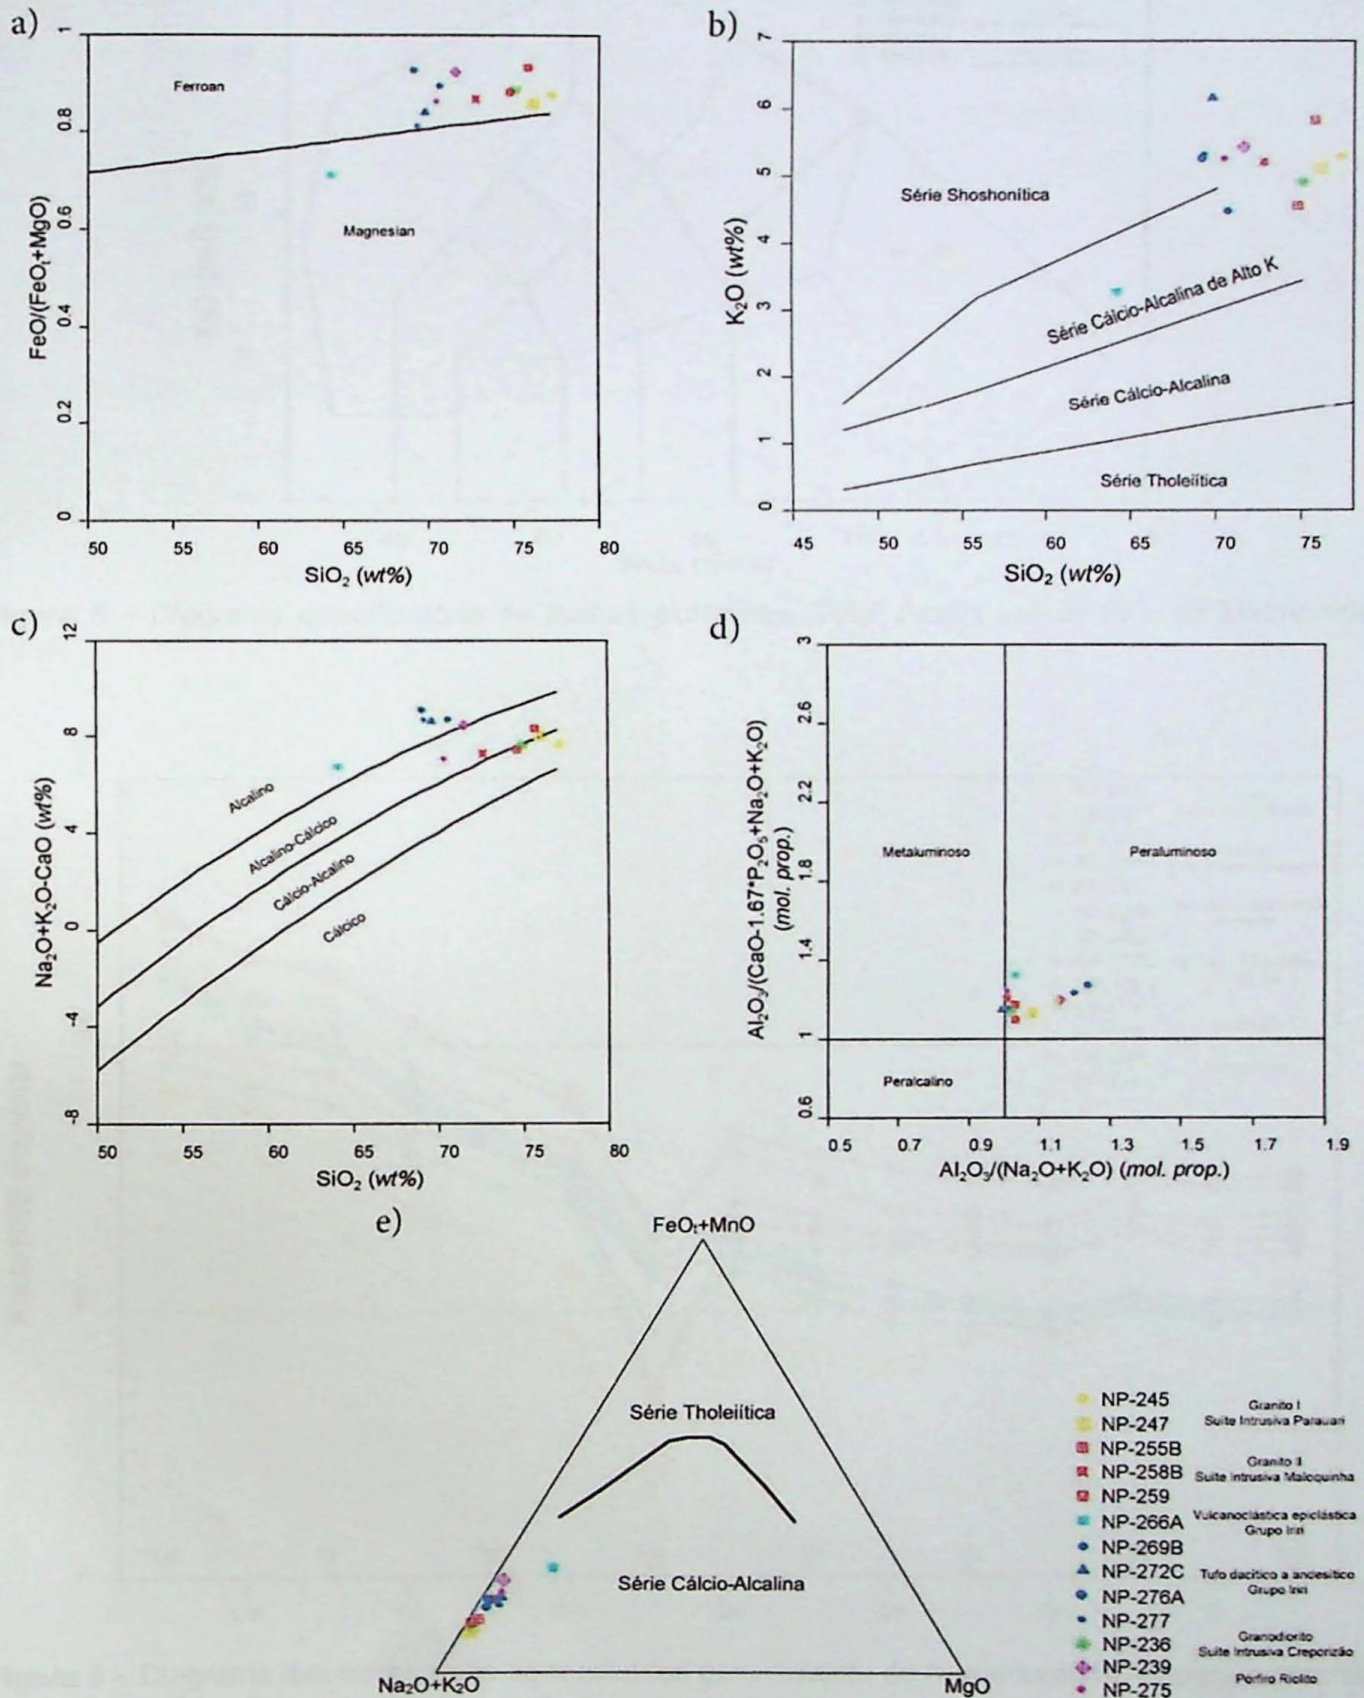 a)
Ferroan
Magnesian
FeO/(FeOt+MgO)
0 0.2 0.4 0.6 0.8 1
50 55 60 65 70 75 80
SiO₂ (wt%)
b)
Série Shoshonítica
Série Cálcio-Alcalina de Alto K
Série Cálcio-Alcalina
Série Tholeiítica
K₂O (wt%)
0 1 2 3 4 5 6 7
45 50 55 60 65 70 75
SiO₂ (wt%)
c)
Alcalino
Alcalino-Cálcico
Cálcio-Alcalino
Cálcico
Na₂O+K₂O-CaO (wt%)
-8 -4 0 4 8 12
50 55 60 65 70 75 80
SiO₂ (wt%)
d)
Metaluminoso
Peraluminoso
Peralcalino
Al₂O₃/(CaO-1.67*P₂O₅+Na₂O+K₂O)
(mol. prop.)
0.6 1 1.4 1.8 2.2 2.6 3
0.5 0.7 0.9 1.1 1.3 1.5 1.7 1.9
Al₂O₃/(Na₂O+K₂O) (mol. prop.)
e)
FeOt+MnO
Série Tholeiítica
Série Cálcio-Alcalina
Na₂O+K₂O
MgO
NP-245
NP-247
Granito I
Suíte Intrusiva Parauari
NP-255B
NP-258B
NP-259
Granito II
Suíte Intrusiva Maloquinha
NP-266A
Vulcanoclástica epiclástica
Grupo Iriri
NP-269B
NP-272C
NP-276A
NP-277
Tufo dacítico a andesítico
Grupo Iriri
NP-236
Granodiorito
Suíte Intrusiva Creporizão
NP-239
NP-275
Pórfiro Riolito